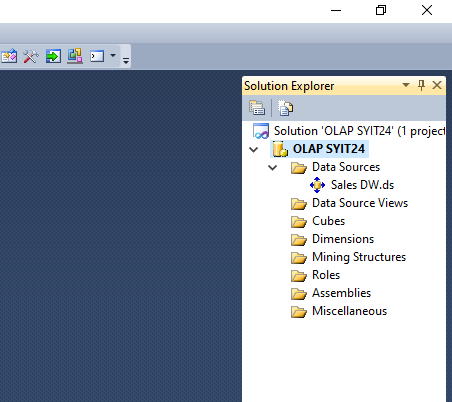 Solution Explorer
Solution 'OLAP SYIT24' (1 project
OLAP SYIT24
Data Sources
Sales DW.ds
Data Source Views
Cubes
Dimensions
Mining Structures
Roles
Assemblies
Miscellaneous